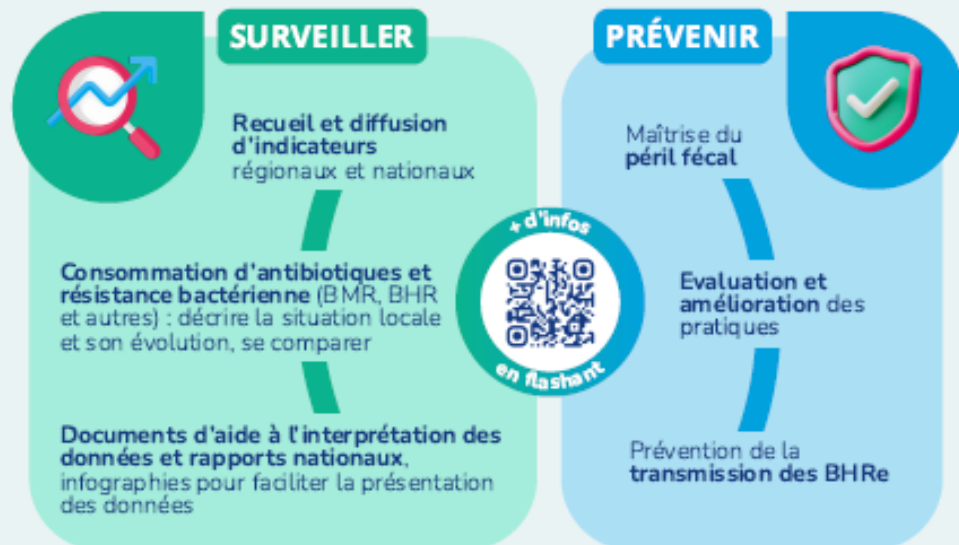 SURVEILLER
Recueil et diffusion
d'indicateurs
régionaux et nationaux
Consommation d'antibiotiques et
résistance bactérienne (BMR, BHR
et autres) : décrire la situation locale
et son évolution, se comparer
Documents d'aide à l'interprétation des
données et rapports nationaux,
infographies pour faciliter la présentation
des données
+ d'infos
en flashant
PRÉVENIR
Maîtrise du
péril fécal
Evaluation et
amélioration des
pratiques
Prévention de la
transmission des BHRe